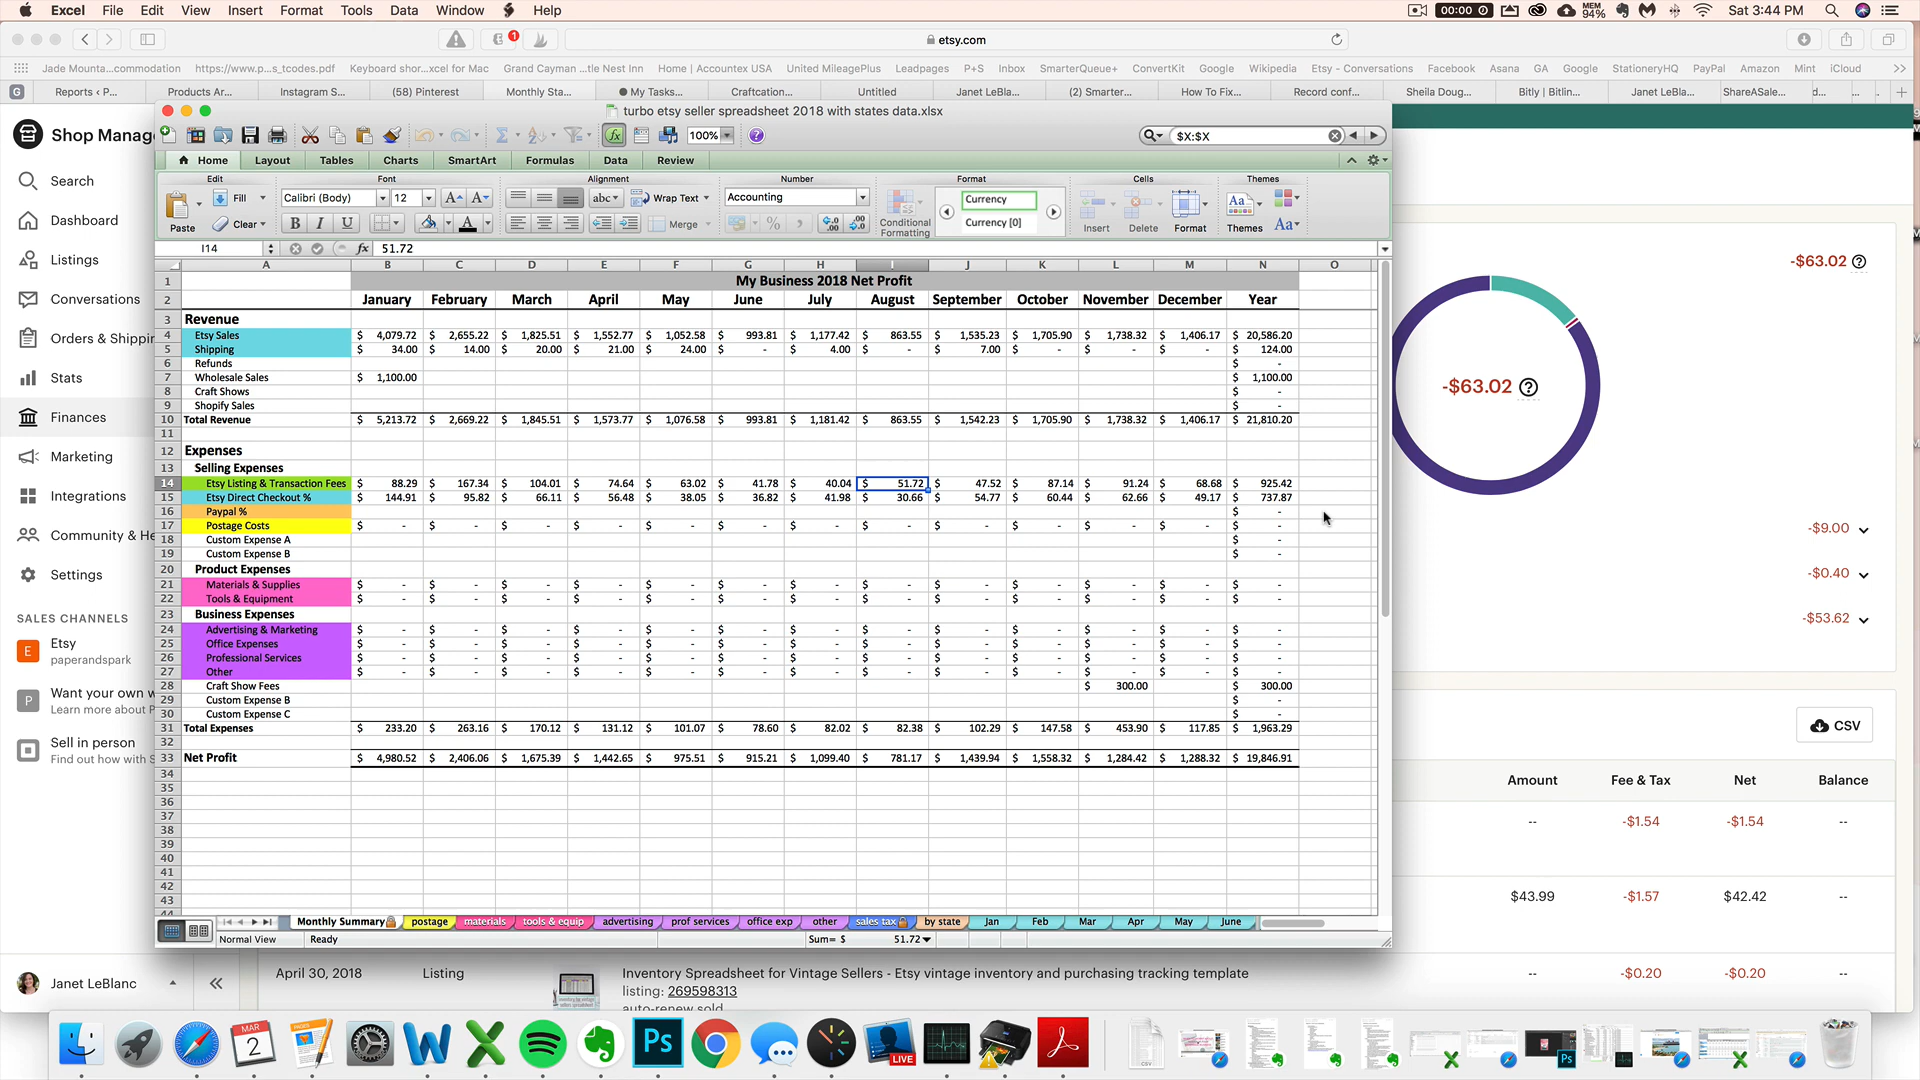 Excel File Edit View Insert Format Tools Data Window Help 00:00 MEM 94% Sat 3:44 PM
1 etsy.com
Jade Mounta...commodation https://www.p...s_tcodes.pdf Keyboard shor...xcel for Mac Grand Cayman ...tle Nest Inn Home | Accountex USA United MileagePlus Leadpages P+S Inbox SmarterQueue+ ConvertKit Google Wikipedia Etsy - Conversations Facebook Asana GA Google StationeryHQ PayPal Amazon Mint iCloud
G Reports ‹ P... Products Ar... Instagram S... (58) Pinterest Monthly Sta... My Tasks... Craftcation... Untitled Janet LeBla... (2) Smarter... How To Fix... Record conf... Sheila Doug... Bitly | Bitlin... Janet LeBla... ShareASale... d...
turbo etsy seller spreadsheet 2018 with states data.xlsx
100% $X:$X
Home Layout Tables Charts SmartArt Formulas Data Review
Edit Font Alignment Number Format Cells Themes
Paste Fill Clear Calibri (Body) 12 B I U abc Wrap Text Merge Accounting Conditional Formatting Currency Currency [0] Insert Delete Format Themes Aa
I14 fx 51.72
A B C D E F G H I J K L M N O
1 My Business 2018 Net Profit
2 January February March April May June July August September October November December Year
3 Revenue
4 Etsy Sales $ 4,079.72 $ 2,655.22 $ 1,825.51 $ 1,552.77 $ 1,052.58 $ 993.81 $ 1,177.42 $ 863.55 $ 1,535.23 $ 1,705.90 $ 1,738.32 $ 1,406.17 $ 20,586.20
5 Shipping $ 34.00 $ 14.00 $ 20.00 $ 21.00 $ 24.00 $ - $ 4.00 $ - $ 7.00 $ - $ - $ - $ 124.00
6 Refunds $ -
7 Wholesale Sales $ 1,100.00 $ 1,100.00
8 Craft Shows $ -
9 Shopify Sales $ -
10 Total Revenue $ 5,213.72 $ 2,669.22 $ 1,845.51 $ 1,573.77 $ 1,076.58 $ 993.81 $ 1,181.42 $ 863.55 $ 1,542.23 $ 1,705.90 $ 1,738.32 $ 1,406.17 $ 21,810.20
11
12 Expenses
13 Selling Expenses
14 Etsy Listing & Transaction Fees $ 88.29 $ 167.34 $ 104.01 $ 74.64 $ 63.02 $ 41.78 $ 40.04 $ 51.72 $ 47.52 $ 87.14 $ 91.24 $ 68.68 $ 925.42
15 Etsy Direct Checkout % $ 144.91 $ 95.82 $ 66.11 $ 56.48 $ 38.05 $ 36.82 $ 41.98 $ 30.66 $ 54.77 $ 60.44 $ 62.66 $ 49.17 $ 737.87
16 Paypal % $ -
17 Postage Costs $ - $ - $ - $ - $ - $ - $ - $ - $ - $ - $ - $ - $ -
18 Custom Expense A $ -
19 Custom Expense B $ -
20 Product Expenses
21 Materials & Supplies $ - $ - $ - $ - $ - $ - $ - $ - $ - $ - $ - $ - $ -
22 Tools & Equipment $ - $ - $ - $ - $ - $ - $ - $ - $ - $ - $ - $ - $ -
23 Business Expenses
24 Advertising & Marketing $ - $ - $ - $ - $ - $ - $ - $ - $ - $ - $ - $ - $ -
25 Office Expenses $ - $ - $ - $ - $ - $ - $ - $ - $ - $ - $ - $ - $ -
26 Professional Services $ - $ - $ - $ - $ - $ - $ - $ - $ - $ - $ - $ - $ -
27 Other $ - $ - $ - $ - $ - $ - $ - $ - $ - $ - $ - $ - $ -
28 Craft Show Fees $ 300.00 $ 300.00
29 Custom Expense B $ -
30 Custom Expense C $ -
31 Total Expenses $ 233.20 $ 263.16 $ 170.12 $ 131.12 $ 101.07 $ 78.60 $ 82.02 $ 82.38 $ 102.29 $ 147.58 $ 453.90 $ 117.85 $ 1,963.29
32
33 Net Profit $ 4,980.52 $ 2,406.06 $ 1,675.39 $ 1,442.65 $ 975.51 $ 915.21 $ 1,099.40 $ 781.17 $ 1,439.94 $ 1,558.32 $ 1,284.42 $ 1,288.32 $ 19,846.91
34
35
36
37
38
39
40
41
42
43
44
Monthly Summary postage materials tools & equip advertising prof services office exp other sales tax by state Jan Feb Mar Apr May June
Normal View Ready Sum= $ 51.72
Shop Mana
Search
Dashboard
Listings
Conversations
Orders & Shippin
Stats
Finances
Marketing
Integrations
Community & He
Settings
SALES CHANNELS
E Etsy
paperandspark
P Want your own w
Learn more about P
Sell in person
Find out how with S
Janet LeBlanc
-$63.02
-$63.02
-$9.00
-$0.40
-$53.62
CSV
Amount Fee & Tax Net Balance
-- -$1.54 -$1.54 --
$43.99 -$1.57 $42.42 --
-- -$0.20 -$0.20 --
April 30, 2018 Listing Inventory Spreadsheet for Vintage Sellers - Etsy vintage inventory and purchasing tracking template
listing: 269598313
auto-renew sold
MAR 2 PAGES W X Ps LIVE
CSV